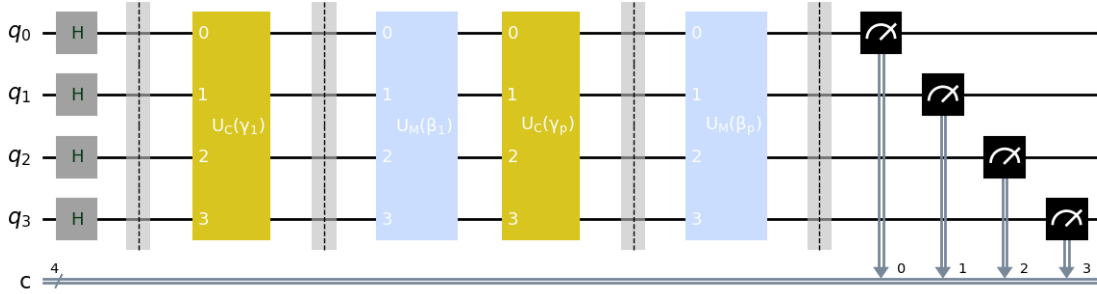 q0 H 0 0 0 0
q1 H 1 1 1 1
UC(γ1) UM(β1) UC(γp) UM(βp)
q2 H 2 2 2 2
q3 H 3 3 3 3
4 0 1 2 3
c